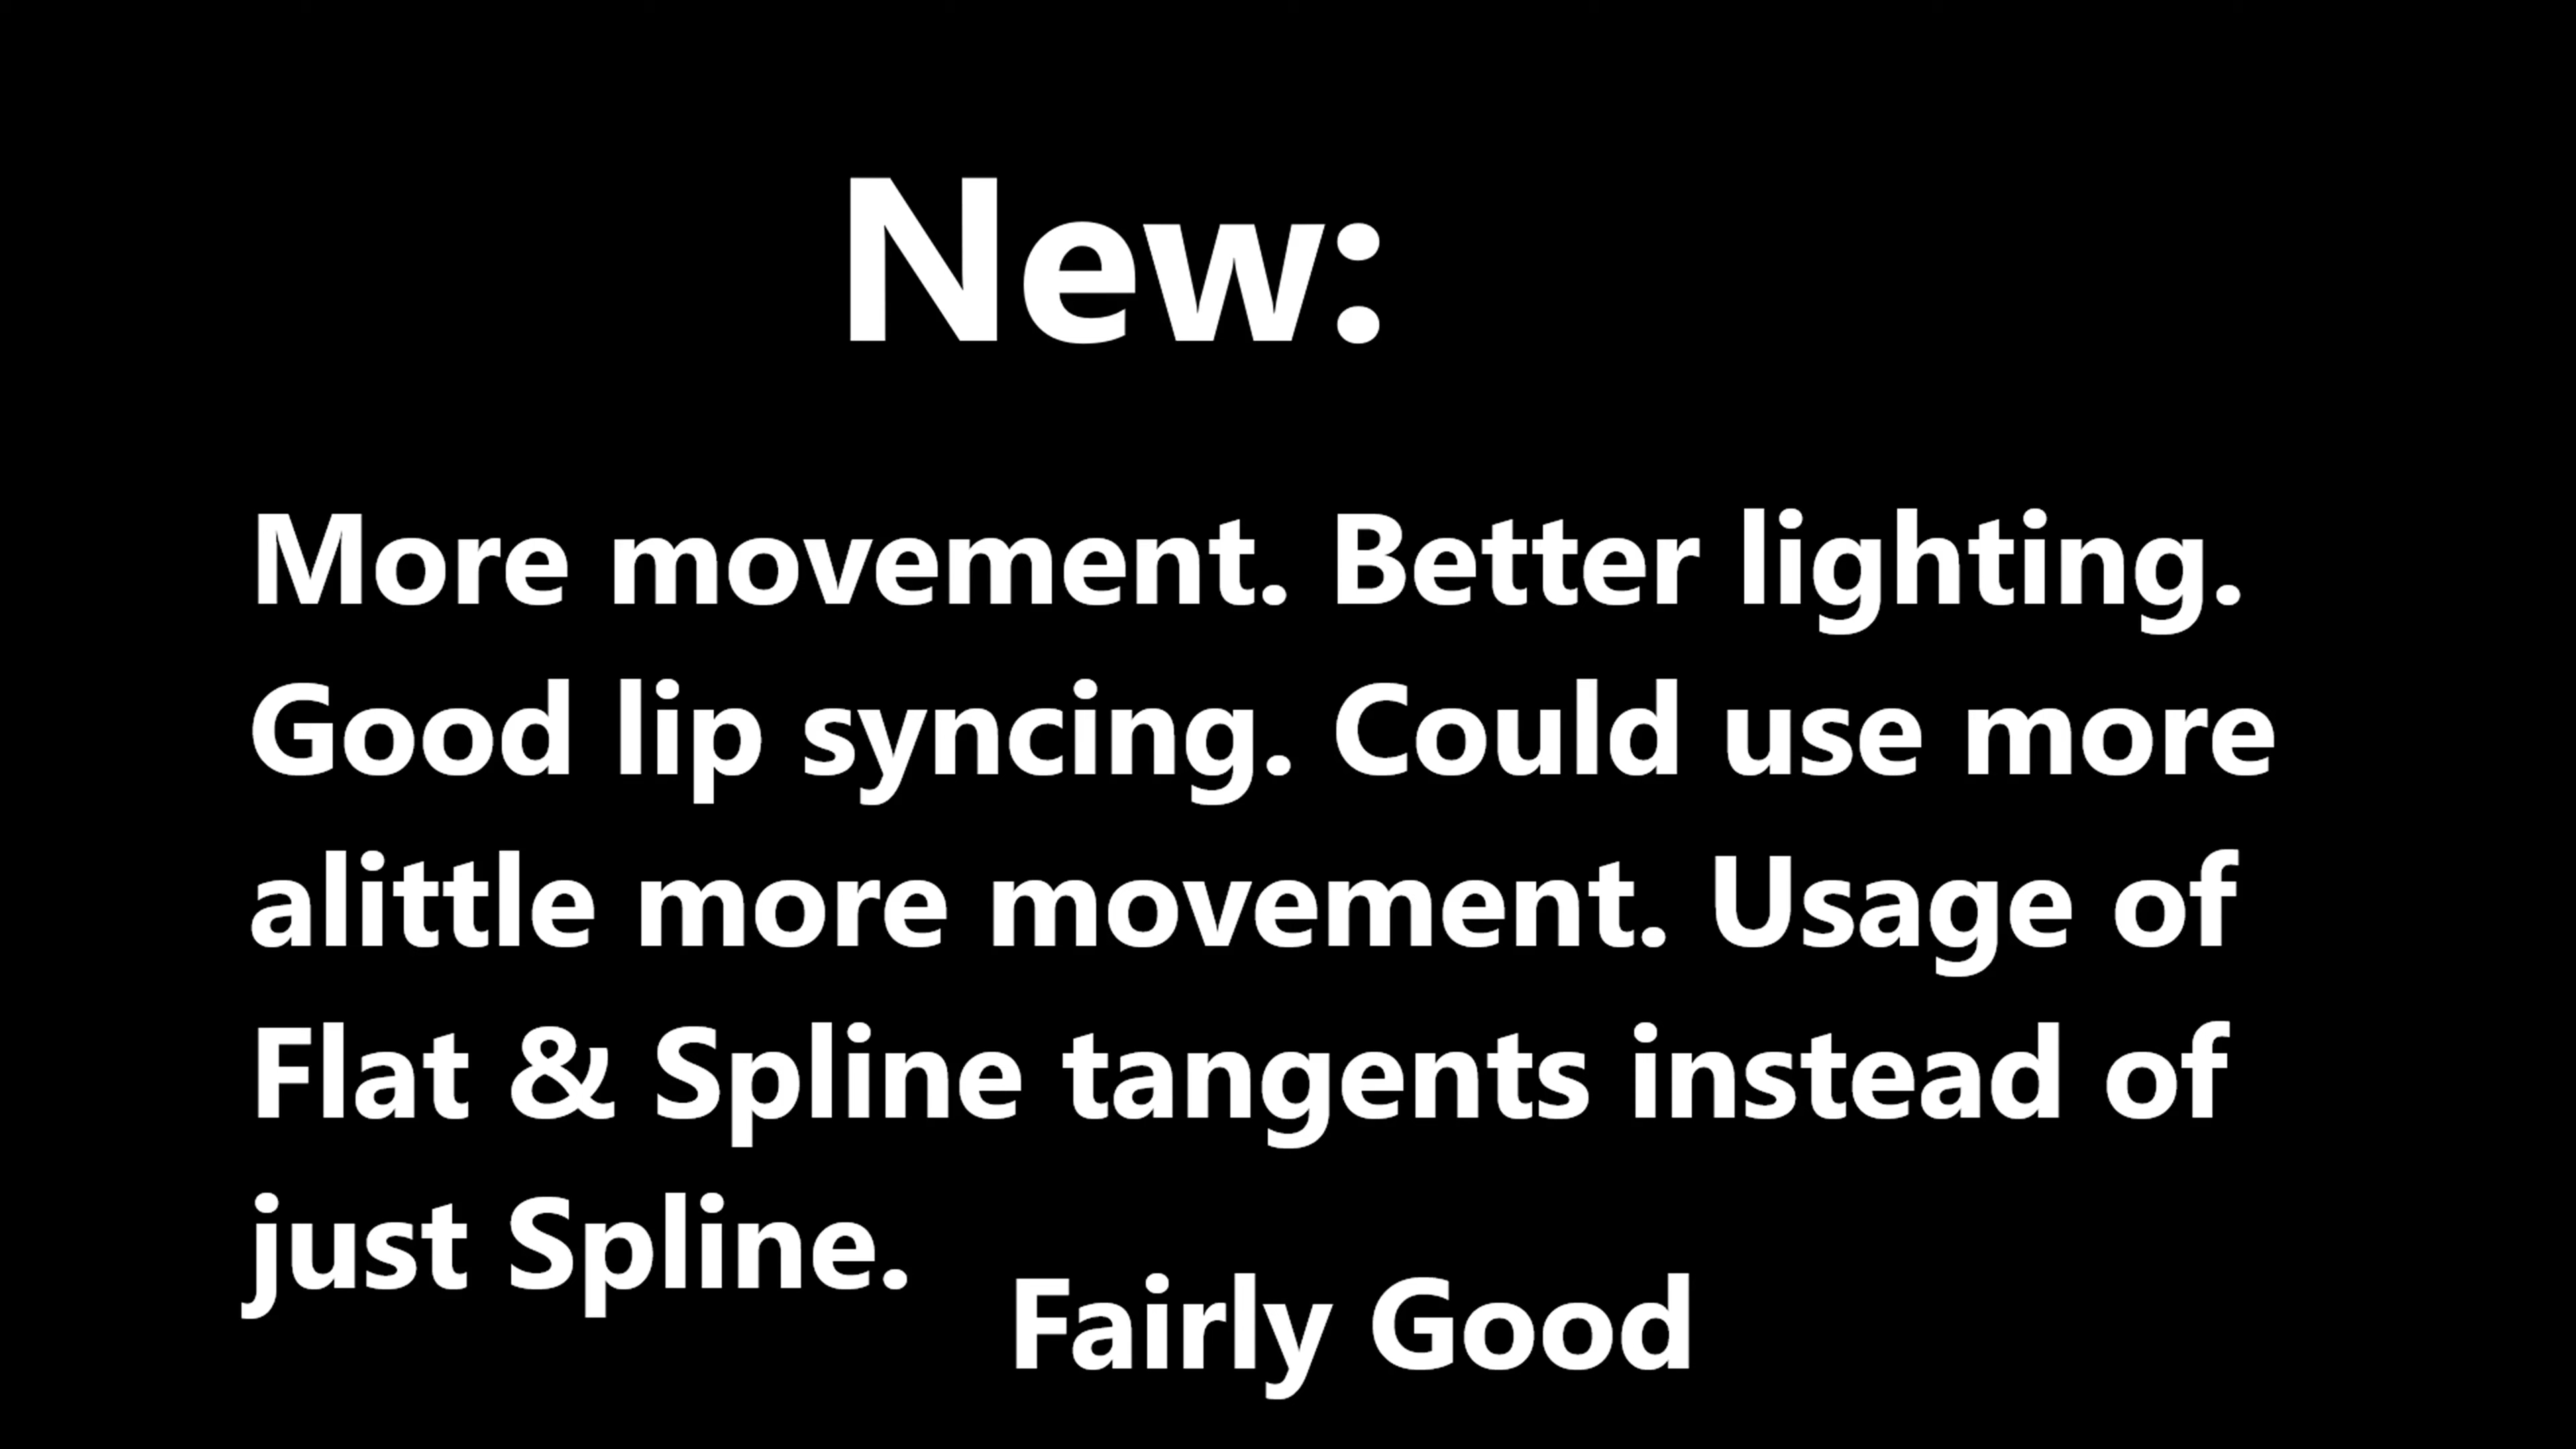 New:
More movement. Better lighting.
Good lip syncing. Could use more
alittle more movement. Usage of
Flat & Spline tangents instead of
just Spline.
Fairly Good